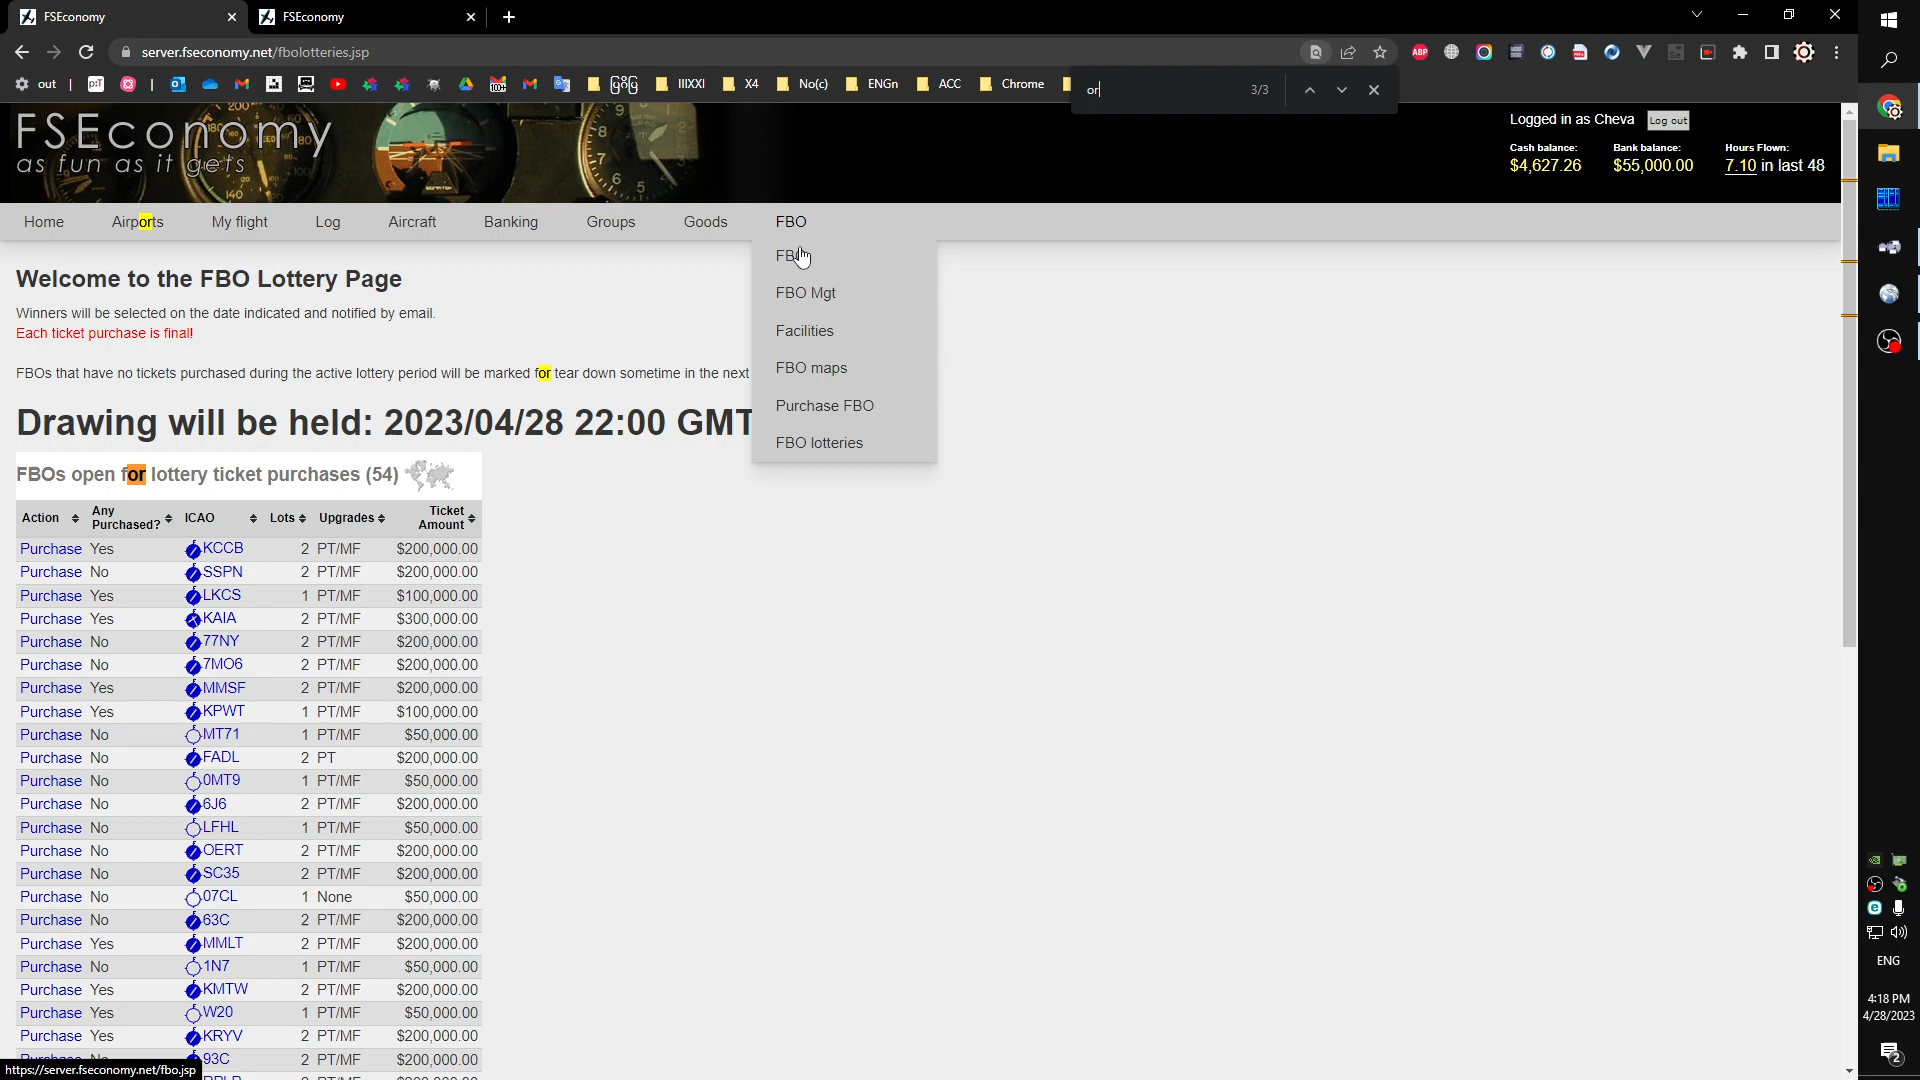 FSEconomy
FSEconomy
server.fseconomy.net/fbolotteries.jsp
out
X4
No(c)
ENGn
ACC
Chrome
or
3/3
FSEconomy
as fun as it gets
Logged in as Cheva
Log out
Cash balance:
$4,627.26
Bank balance:
$55,000.00
Hours Flown:
7.10 in last 48
Home Airports My flight Log Aircraft Banking Groups Goods FBO
FBO
FBO Mgt
Facilities
FBO maps
Purchase FBO
FBO lotteries
Welcome to the FBO Lottery Page
Winners will be selected on the date indicated and notified by email.
Each ticket purchase is final!
FBOs that have no tickets purchased during the active lottery period will be marked for tear down sometime in the next
Drawing will be held: 2023/04/28 22:00 GMT
FBOs open for lottery ticket purchases (54)
Action Any Purchased? ICAO Lots Upgrades Ticket Amount
Purchase Yes KCCB 2 PT/MF $200,000.00
Purchase No SSPN 2 PT/MF $200,000.00
Purchase Yes LKCS 1 PT/MF $100,000.00
Purchase Yes KAIA 2 PT/MF $300,000.00
Purchase No 77NY 2 PT/MF $200,000.00
Purchase No 7MO6 2 PT/MF $200,000.00
Purchase Yes MMSF 2 PT/MF $200,000.00
Purchase Yes KPWT 1 PT/MF $100,000.00
Purchase No MT71 1 PT/MF $50,000.00
Purchase No FADL 2 PT $200,000.00
Purchase No 0MT9 1 PT/MF $50,000.00
Purchase No 6J6 2 PT/MF $200,000.00
Purchase No LFHL 1 PT/MF $50,000.00
Purchase No OERT 2 PT/MF $200,000.00
Purchase No SC35 2 PT/MF $200,000.00
Purchase No 07CL 1 None $50,000.00
Purchase No 63C 2 PT/MF $200,000.00
Purchase Yes MMLT 2 PT/MF $200,000.00
Purchase No 1N7 1 PT/MF $50,000.00
Purchase Yes KMTW 2 PT/MF $200,000.00
Purchase Yes W20 1 PT/MF $50,000.00
Purchase Yes KRYV 2 PT/MF $200,000.00
93C 2 PT/MF $200,000.00
https://server.fseconomy.net/fbo.jsp
ENG
4:18 PM
4/28/2023
2